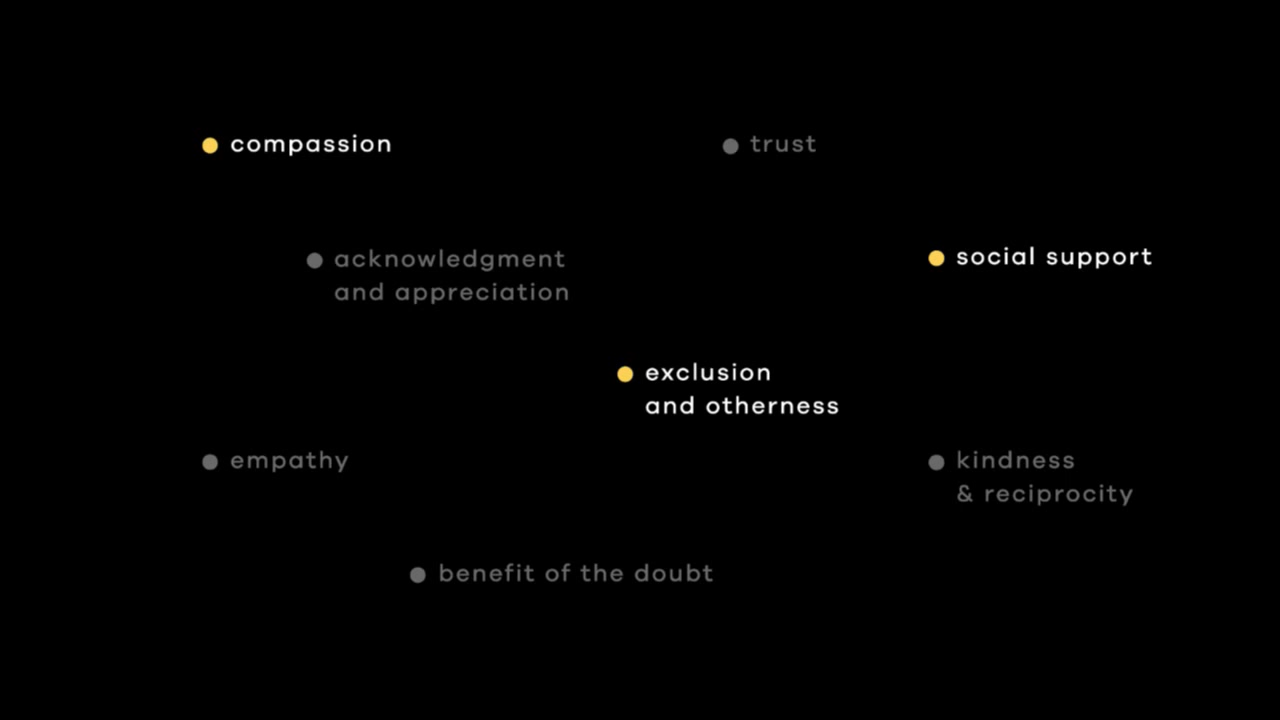 compassion
trust
acknowledgment
and appreciation
social support
exclusion
and otherness
empathy
kindness
& reciprocity
benefit of the doubt